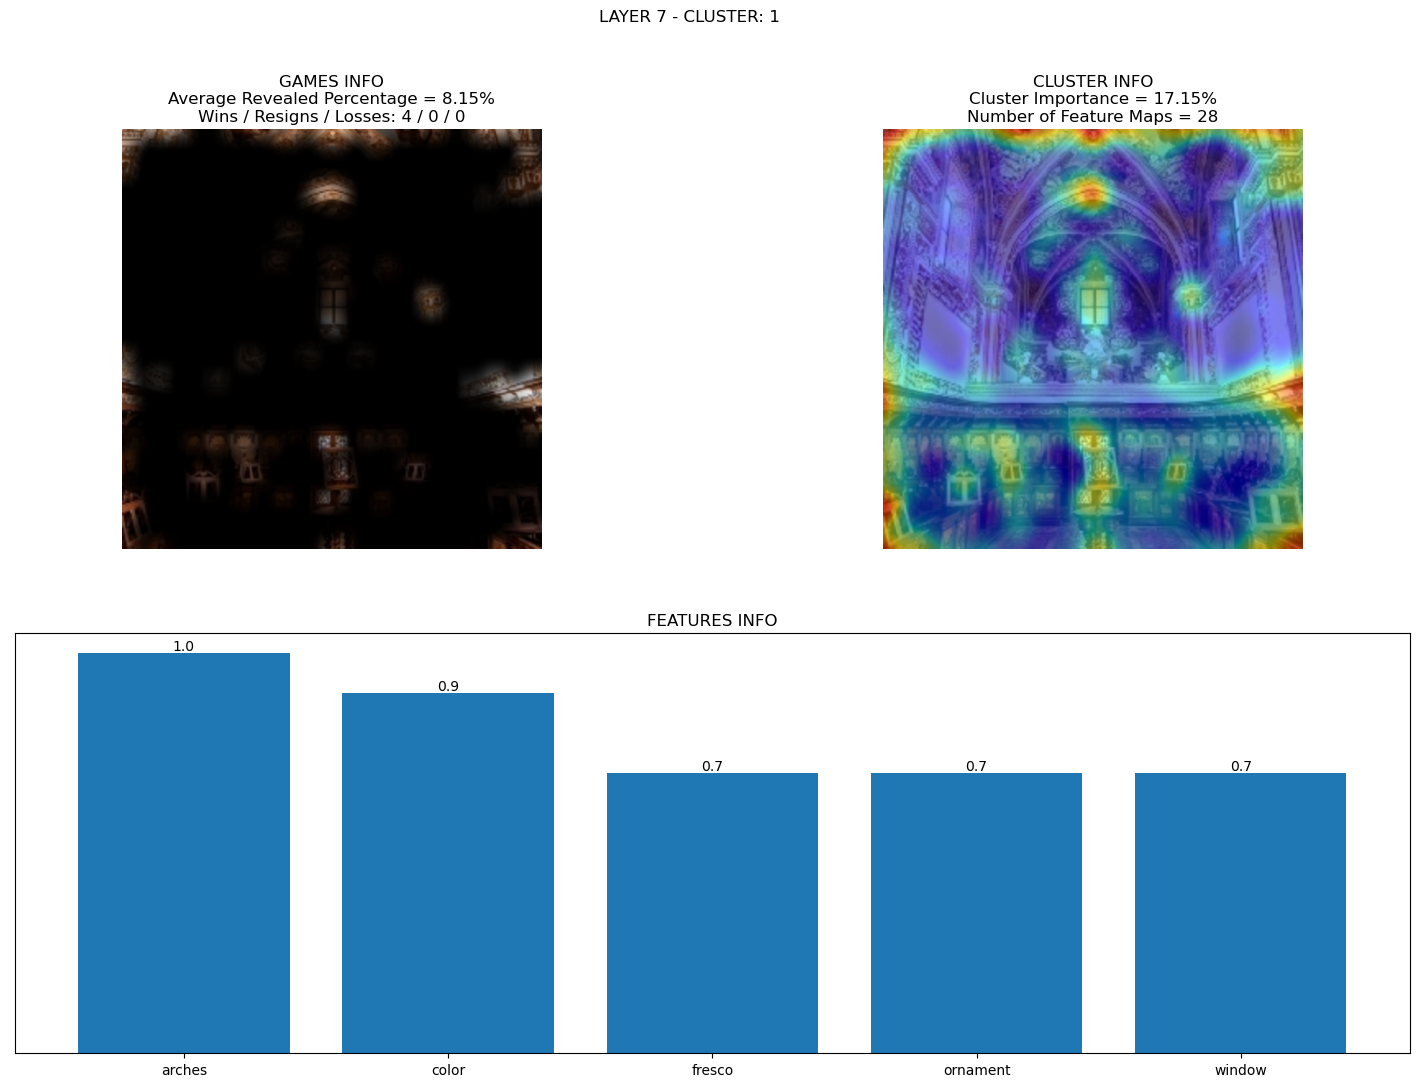 LAYER 7 - CLUSTER: 1
GAMES INFO
Average Revealed Percentage = 8.15%
Wins / Resigns / Losses: 4 / 0 / 0
CLUSTER INFO
Cluster Importance = 17.15%
Number of Feature Maps = 28
FEATURES INFO
1.0
0.9
0.7
0.7
0.7
arches
color
fresco
ornament
window